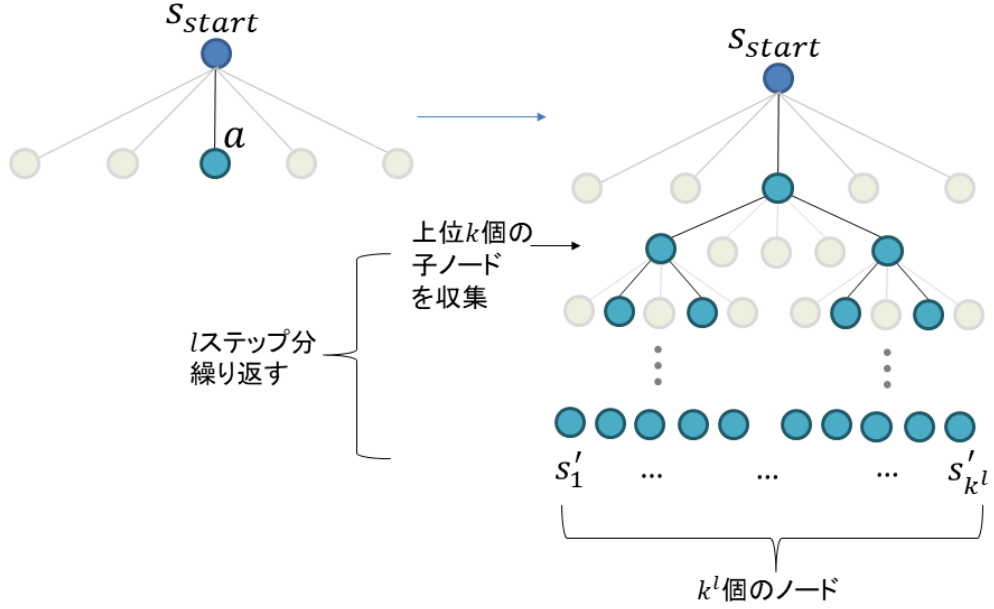 s_start
a
s_start
上位k個の
子ノード
を収集
lステップ分
繰り返す
s′_1 ... ... ... s′_{k^l}
k^l個のノード